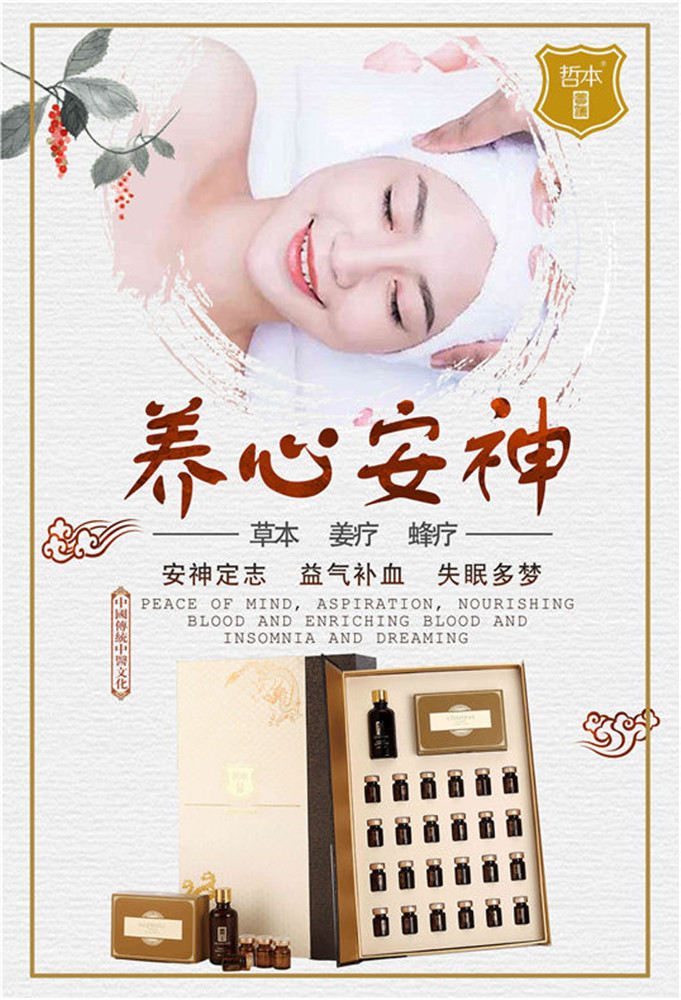 哲本®
养心安神
草本 姜疗 蜂疗
安神定志 益气补血 失眠多梦
PEACE OF MIND, ASPIRATION, NOURISHING
BLOOD AND ENRICHING BLOOD AND
INSOMNIA AND DREAMING
中國傳統中醫文化